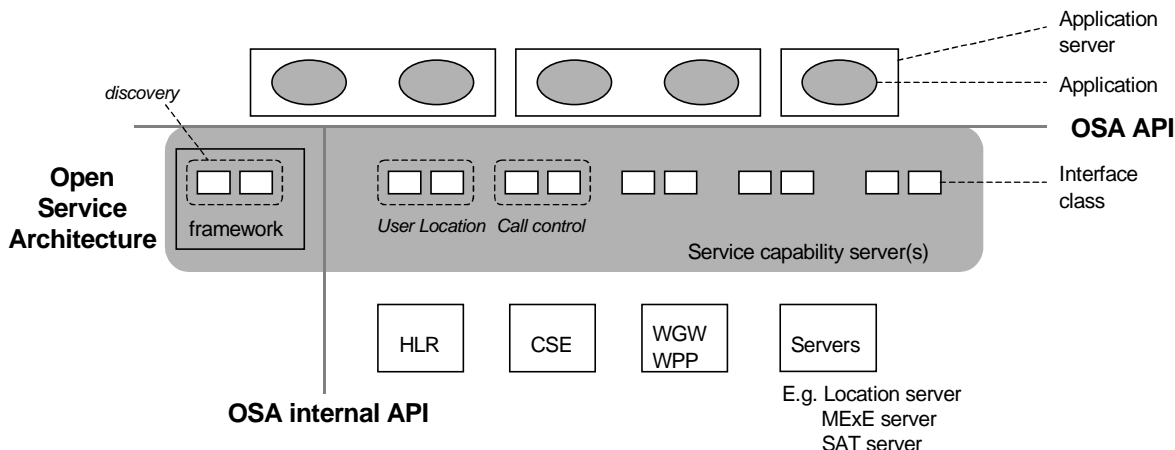 Application
server
discovery
Application
OSA API
Open
Service
Architecture
framework
User Location
Call control
Interface
class
Service capability server(s)
HLR
CSE
WGW
WPP
Servers
E.g. Location server
MExE server
SAT server
OSA internal API